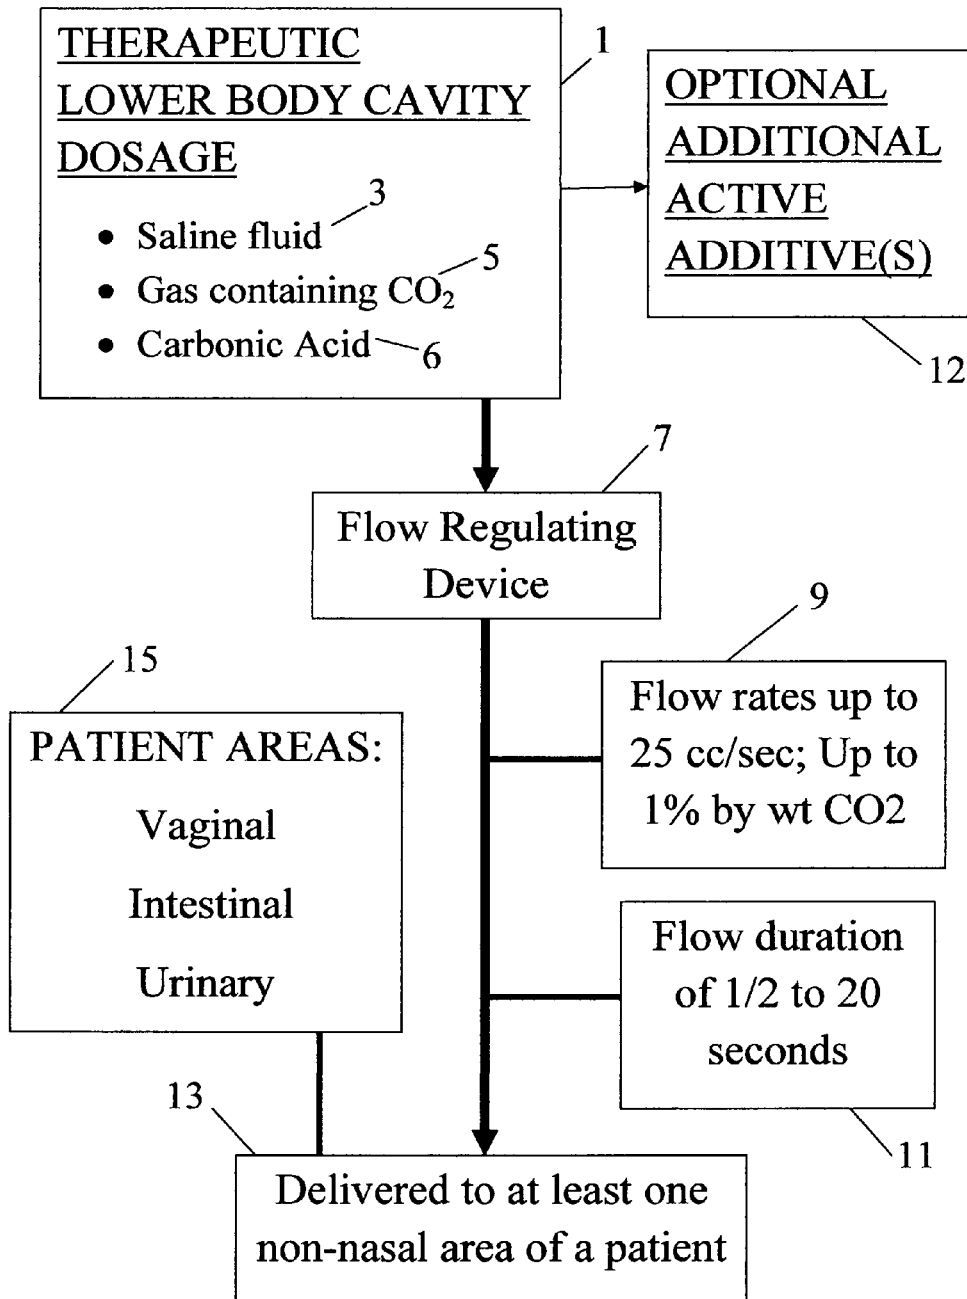 THERAPEUTIC
LOWER BODY CAVITY
DOSAGE
• Saline fluid
3
• Gas containing CO₂
5
• Carbonic Acid
6
1
OPTIONAL
ADDITIONAL
ACTIVE
ADDITIVE(S)
12
7
Flow Regulating
Device
9
Flow rates up to
25 cc/sec; Up to
1% by wt CO2
15
PATIENT AREAS:
Vaginal
Intestinal
Urinary
Flow duration
of 1/2 to 20
seconds
11
13
Delivered to at least one
non-nasal area of a patient